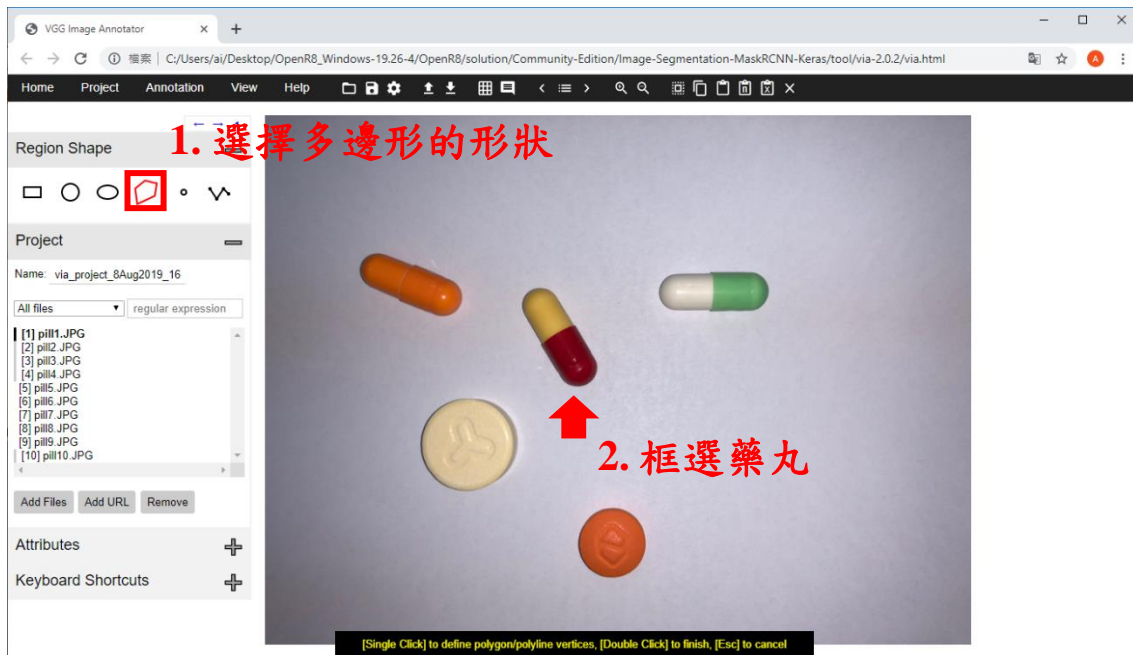 VGG Image Annotator
檔案 | C:/Users/ai/Desktop/OpenR8_Windows-19.26-4/OpenR8/solution/Community-Edition/Image-Segmentation-MaskRCNN-Keras/tool/via-2.0.2/via.html
A
Home Project Annotation View Help
1. 選擇多邊形的形狀
Region Shape
Project
Name: via_project_8Aug2019_16
All files regular expression
[1] pill1.JPG
[2] pill2.JPG
[3] pill3.JPG
[4] pill4.JPG
[5] pill5.JPG
[6] pill6.JPG
[7] pill7.JPG
[8] pill8.JPG
[9] pill9.JPG
[10] pill10.JPG
2. 框選藥丸
Add Files Add URL Remove
Attributes
Keyboard Shortcuts
[Single Click] to define polygon/polyline vertices, [Double Click] to finish, [Esc] to cancel